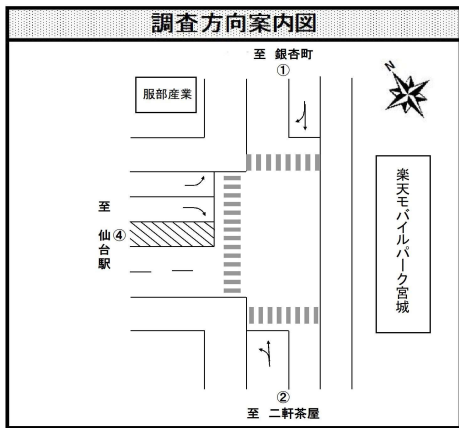 調査方向案内図
至 銀杏町
①
N
服部産業
至 仙台駅
④
楽天モバイルパーク宮城
②
至 二軒茶屋